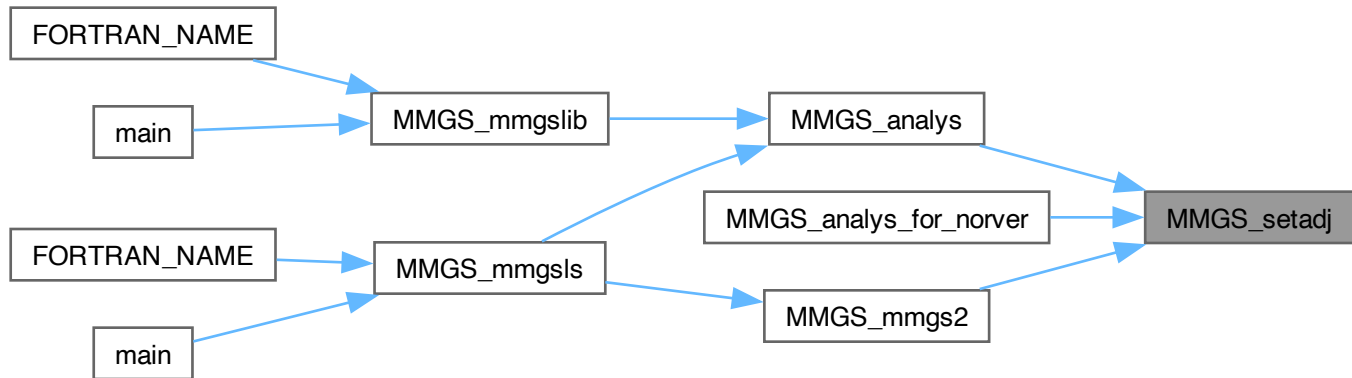 FORTRAN_NAME
main
MMGS_mmgslib
MMGS_analys
MMGS_analys_for_norver
MMGS_setadj
FORTRAN_NAME
MMGS_mmgsls
main
MMGS_mmgs2